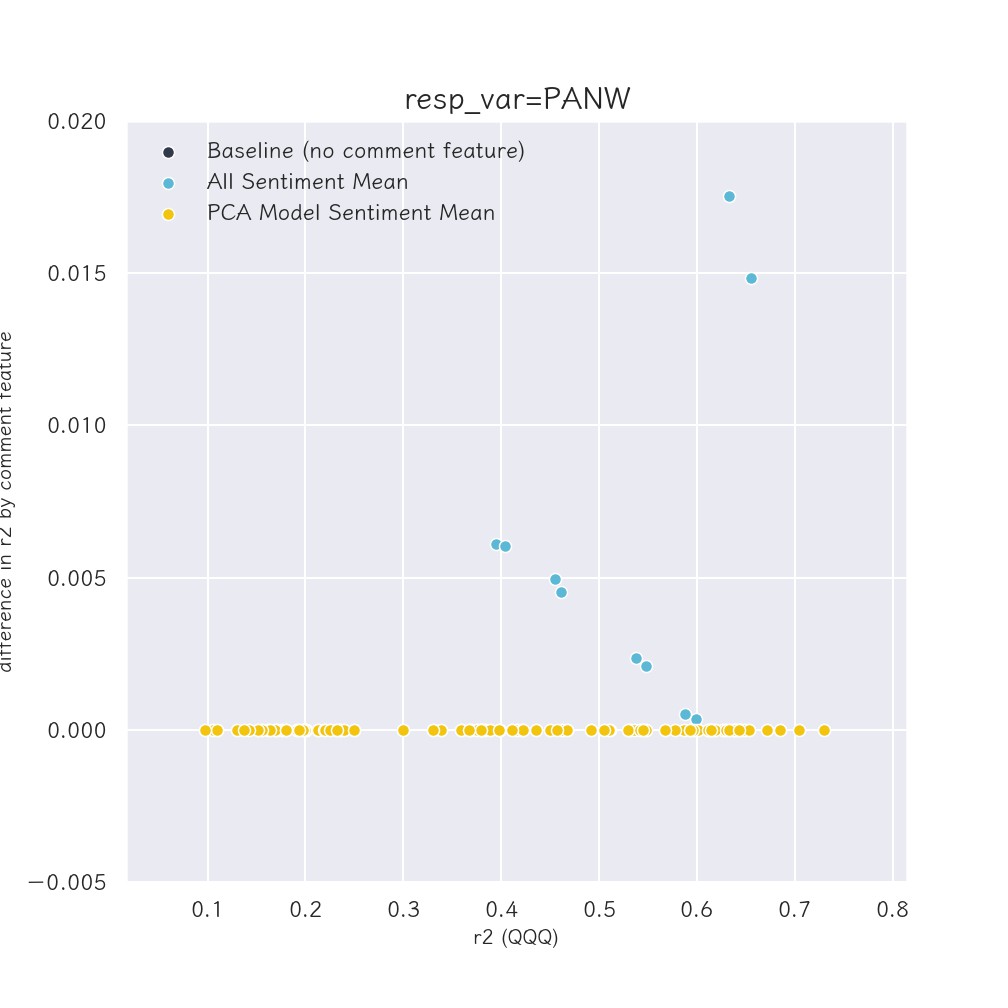 resp_var=PANW
0.020
0.015
0.010
0.005
0.000
−0.005
difference in r2 by comment feature
Baseline (no comment feature)
All Sentiment Mean
PCA Model Sentiment Mean
0.1 0.2 0.3 0.4 0.5 0.6 0.7 0.8
r2 (QQQ)